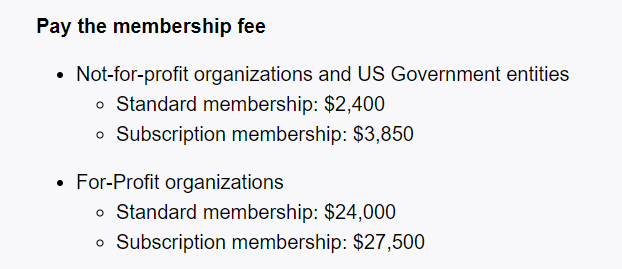 Pay the membership fee
Not-for-profit organizations and US Government entities
Standard membership: $2,400
Subscription membership: $3,850
For-Profit organizations
Standard membership: $24,000
Subscription membership: $27,500